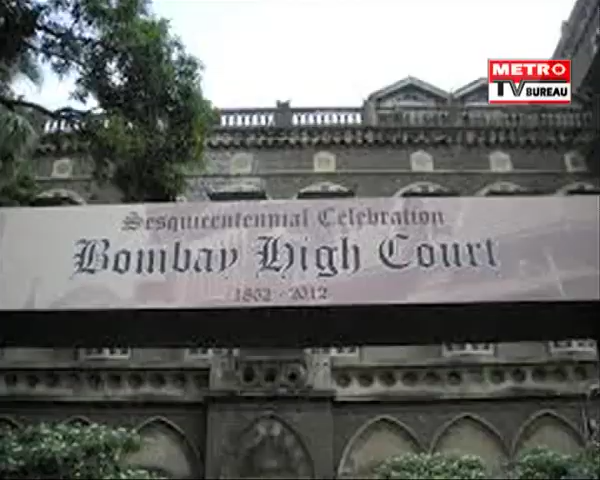 METRO
TV BUREAU
Sesquicentennial Celebration
Bombay High Court
1862 - 2012